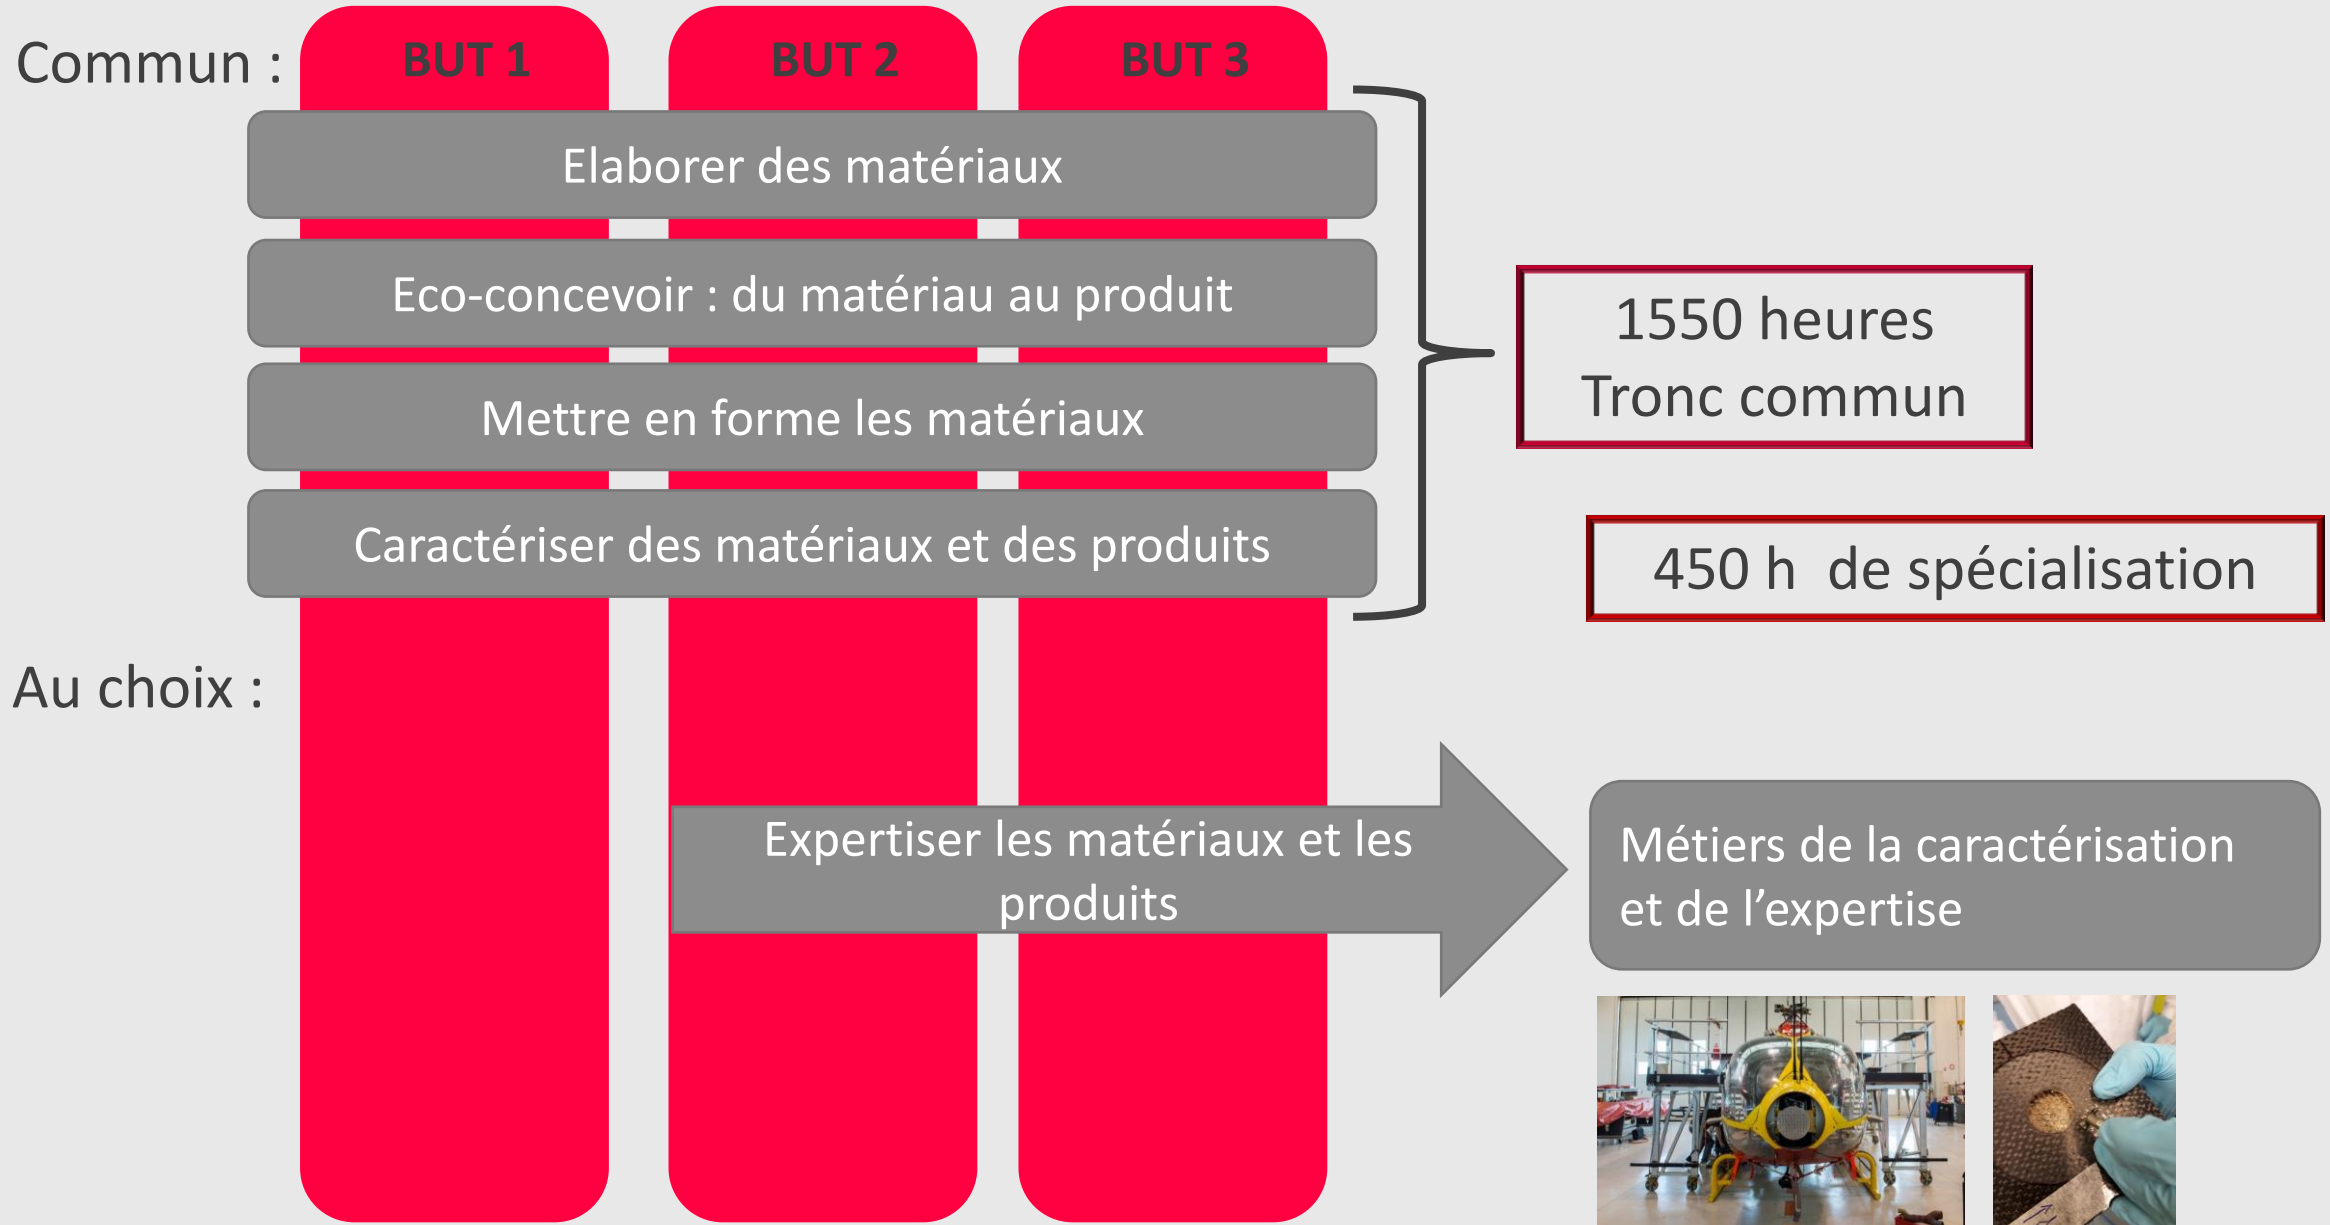 Commun :
BUT 1
BUT 2
BUT 3
Elaborer des matériaux
Eco-concevoir : du matériau au produit
Mettre en forme les matériaux
Caractériser des matériaux et des produits
1550 heures
Tronc commun
450 h  de spécialisation
Au choix :
Expertiser les matériaux et les
produits
Métiers de la caractérisation
et de l’expertise